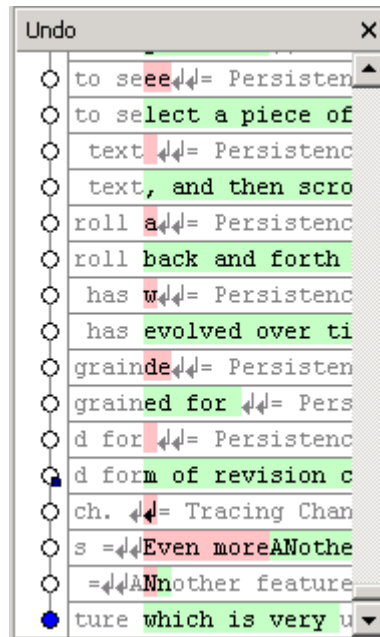 Undo
to seee↲↲= Persisten
to select a piece of
text ↲↲= Persistenc
text, and then scro
roll a↲↲= Persistenc
roll back and forth
has w↲↲= Persistenc
has evolved over ti
grainde↲↲= Persisten
grained for ↲↲= Pers
d for ↲↲= Persistenc
d form of revision c
ch. ↲↲= Tracing Chan
s =↲↲Even moreANothe
=↲↲ANnother feature
ture which is very u